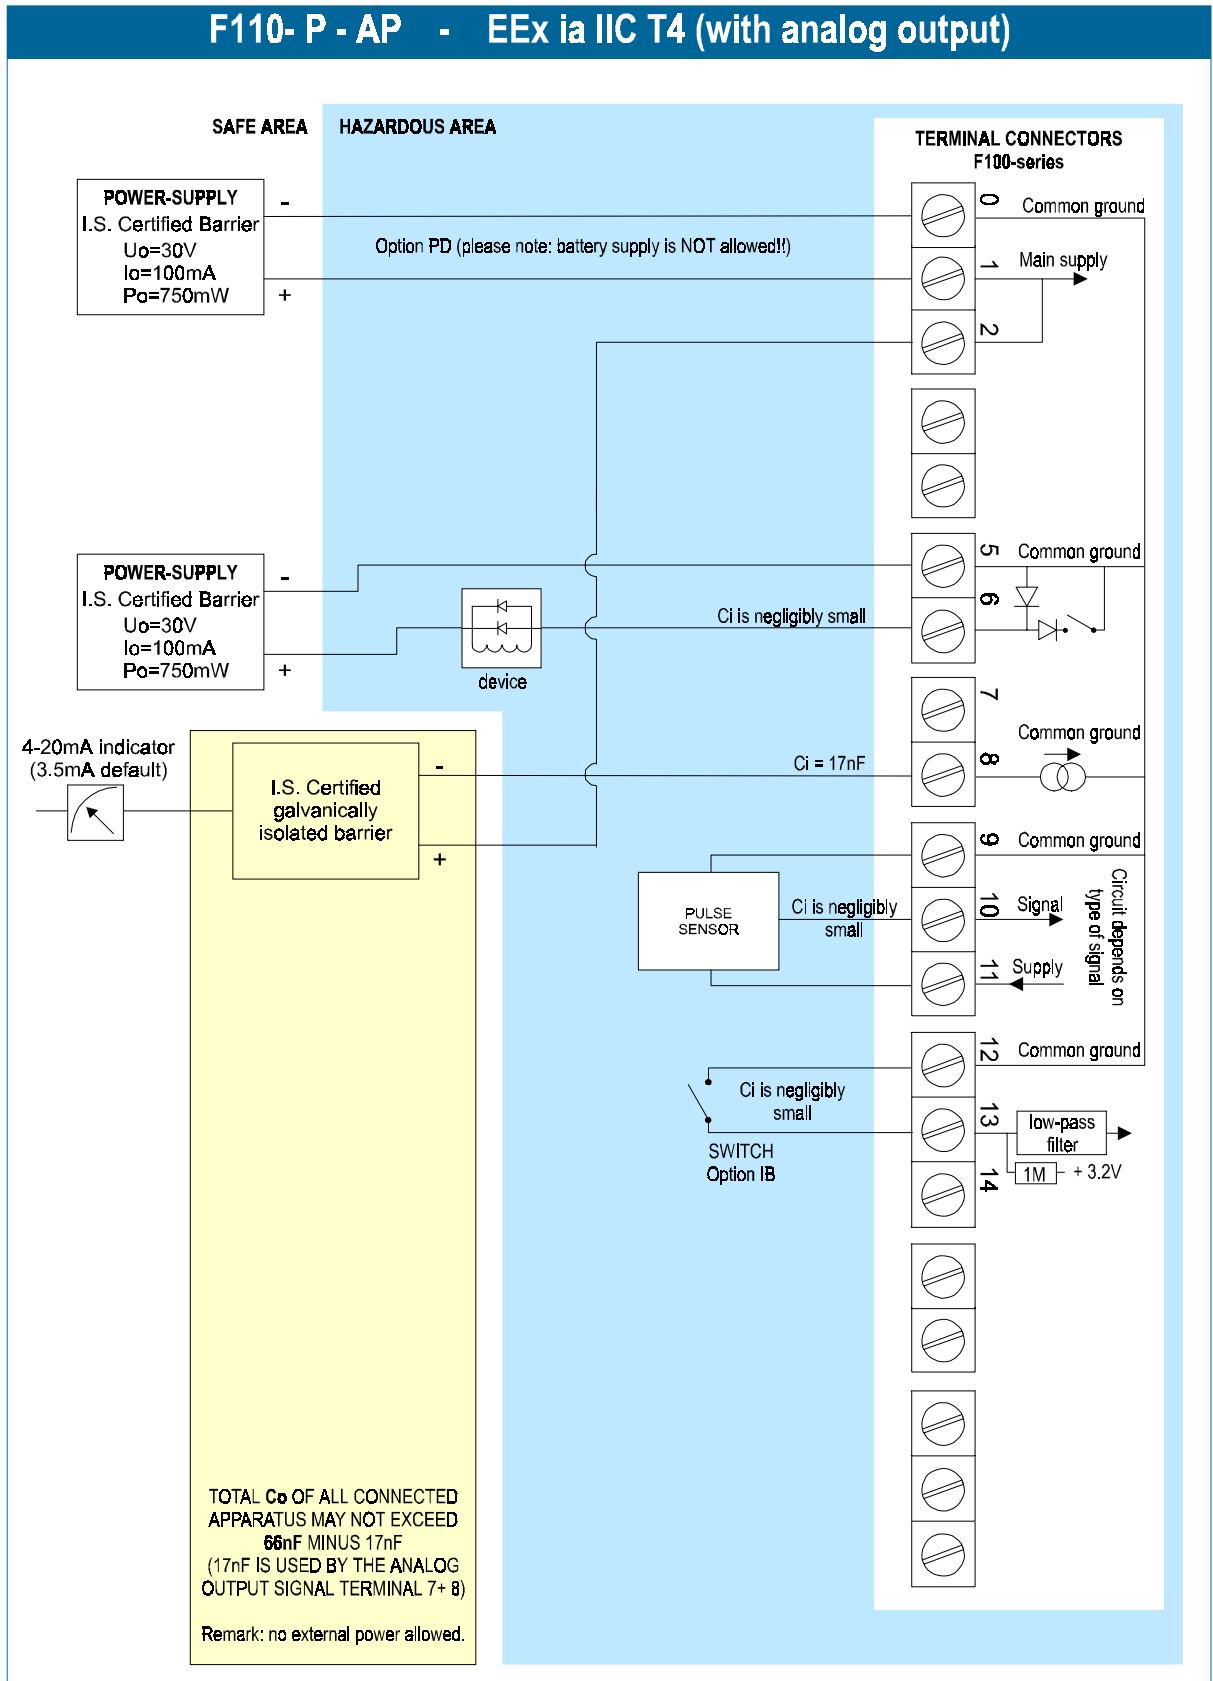 F110- P - AP - EEx ia IIC T4 (with analog output)
SAFE AREA
HAZARDOUS AREA
TERMINAL CONNECTORS
F100-series
POWER-SUPPLY
I.S. Certified Barrier
Uo=30V
Io=100mA
Po=750mW
-
+
Option PD (please note: battery supply is NOT allowed!!)
0
Common ground
1
Main supply
2
POWER-SUPPLY
I.S. Certified Barrier
Uo=30V
Io=100mA
Po=750mW
-
+
device
Ci is negligibly small
5
Common ground
6
7
Common ground
8
Ci = 17nF
4-20mA indicator
(3.5mA default)
I.S. Certified
galvanically
isolated barrier
-
+
9
Common ground
PULSE
SENSOR
Ci is negligibly
small
10
Signal
11
Supply
Circuit depends on
type of signal
12
Common ground
Ci is negligibly
small
SWITCH
Option IB
13
low-pass
filter
14
1M
+ 3.2V
TOTAL Co OF ALL CONNECTED
APPARATUS MAY NOT EXCEED
66nF MINUS 17nF
(17nF IS USED BY THE ANALOG
OUTPUT SIGNAL TERMINAL 7+ 8)
Remark: no external power allowed.